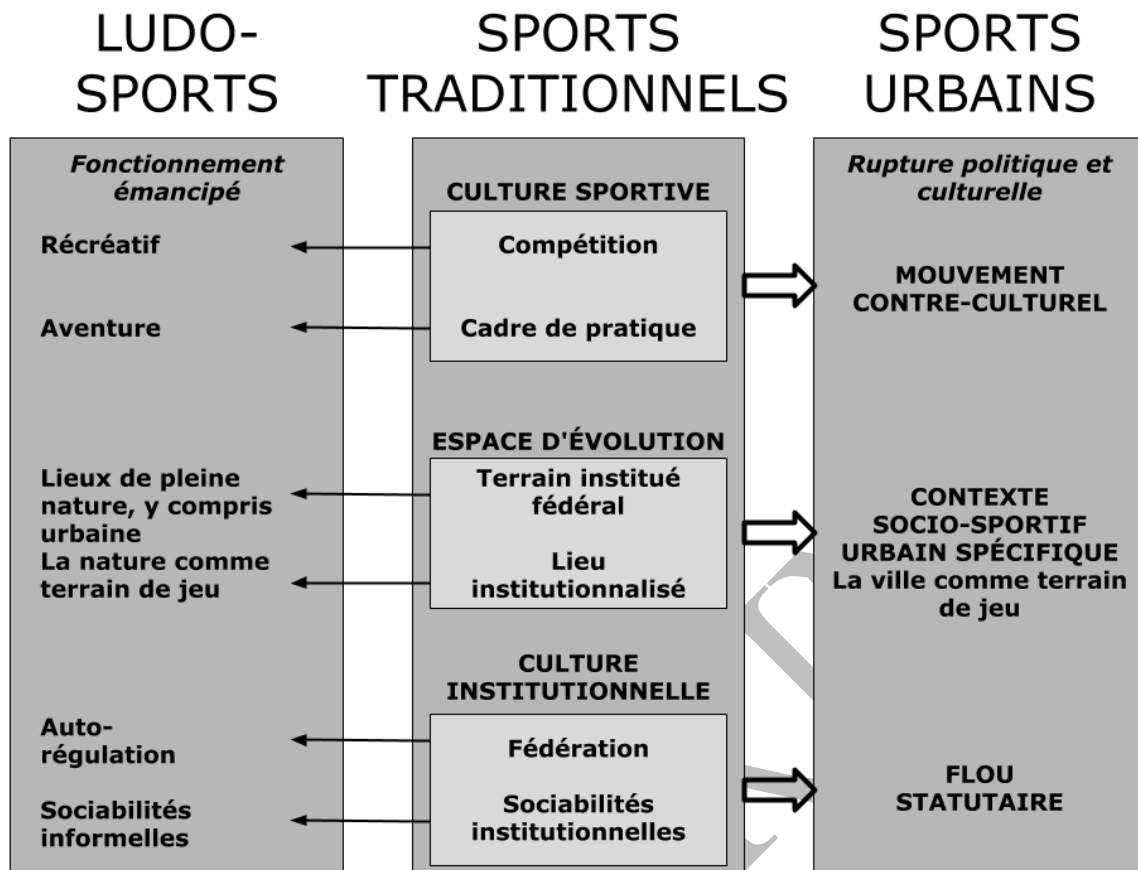 LUDO-
SPORTS
SPORTS
TRADITIONNELS
SPORTS
URBAINS
Fonctionnement
émancipé
Récréatif
Aventure
Lieux de pleine
nature, y compris
urbaine
La nature comme
terrain de jeu
Auto-
régulation
Sociabilités
informelles
CULTURE SPORTIVE
Compétition
Cadre de pratique
ESPACE D'ÉVOLUTION
Terrain institué
fédéral
Lieu
institutionnalisé
CULTURE
INSTITUTIONNELLE
Fédération
Sociabilités
institutionnelles
Rupture politique et
culturelle
MOUVEMENT
CONTRE-CULTUREL
CONTEXTE
SOCIO-SPORTIF
URBAIN SPÉCIFIQUE
La ville comme terrain
de jeu
FLOU
STATUTAIRE